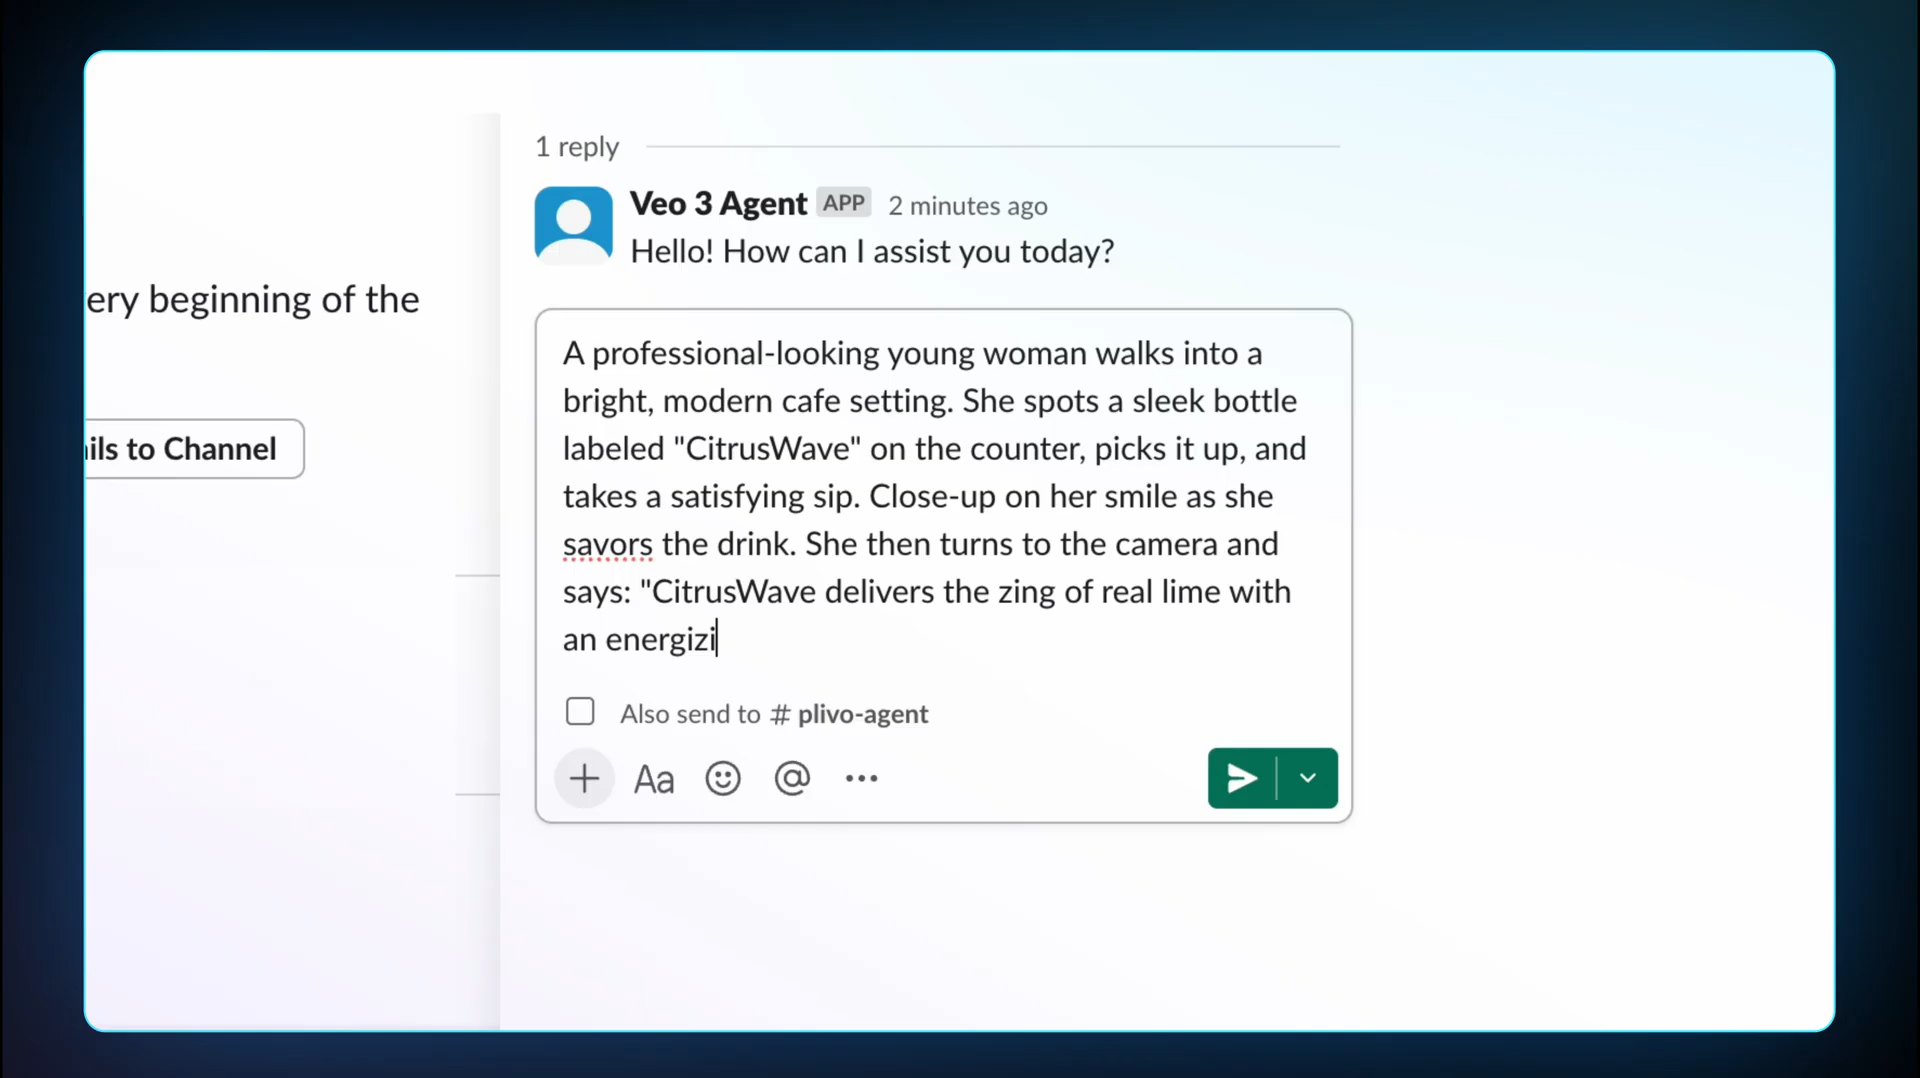 1 reply
Veo 3 Agent APP 2 minutes ago
Hello! How can I assist you today?
ery beginning of the
ils to Channel
A professional-looking young woman walks into a
bright, modern cafe setting. She spots a sleek bottle
labeled "CitrusWave" on the counter, picks it up, and
takes a satisfying sip. Close-up on her smile as she
savors the drink. She then turns to the camera and
says: "CitrusWave delivers the zing of real lime with
an energizi
Also send to # plivo-agent
Aa